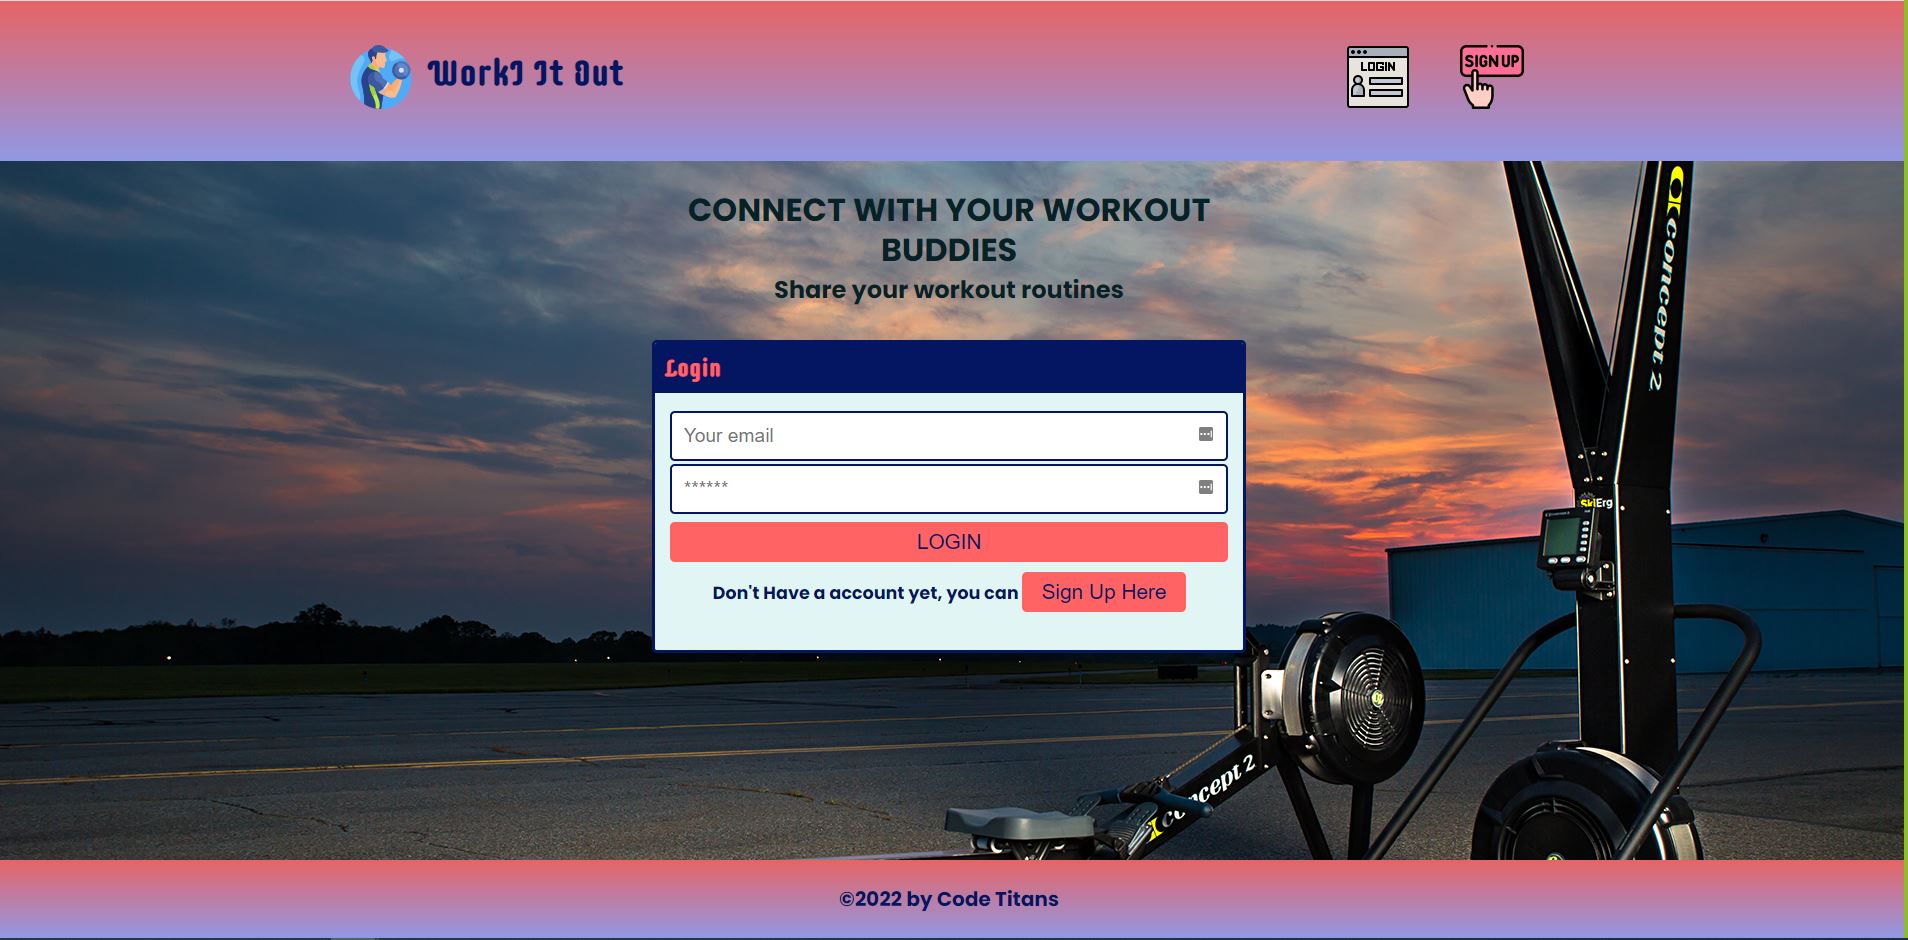 WorkJ It Out
LOGIN
SIGN UP
CONNECT WITH YOUR WORKOUT
BUDDIES
Share your workout routines
concept 2
Login
Your email
******
SkiErg
LOGIN
Don't Have a account yet, you can Sign Up Here
concept 2
©2022 by Code Titans